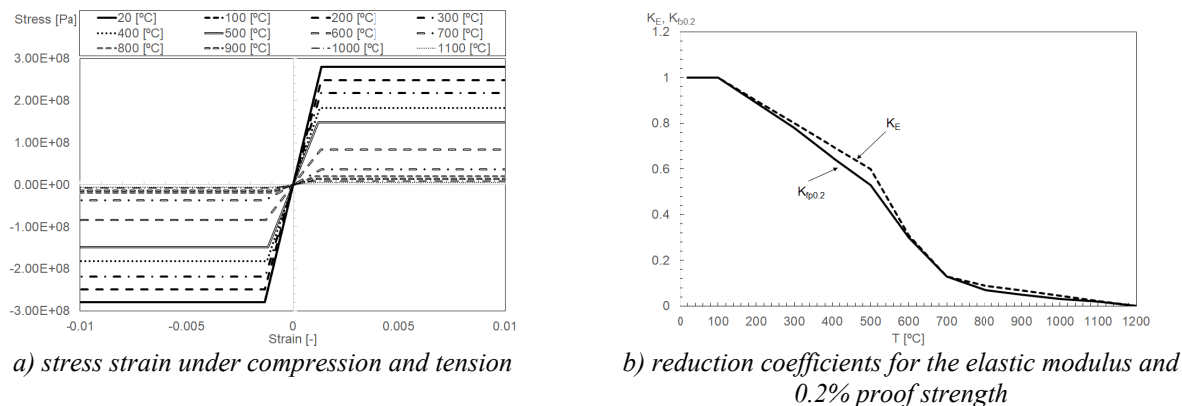 Stress [Pa]
20 [ºC] 100 [ºC] 200 [ºC] 300 [ºC]
400 [ºC] 500 [ºC] 600 [ºC] 700 [ºC]
800 [ºC] 900 [ºC] 1000 [ºC] 1100 [ºC]
3.00E+08
2.00E+08
1.00E+08
0.00E+00
-1.00E+08
-2.00E+08
-3.00E+08
-0.01 -0.005 0 0.005 0.01
Strain [-]
a) stress strain under compression and tension
KE, Kfp0.2
1.2
1
0.8
0.6
0.4
0.2
0
KE
Kfp0.2
0 100 200 300 400 500 600 700 800 900 1000 1100 1200
T [ºC]
b) reduction coefficients for the elastic modulus and
0.2% proof strength